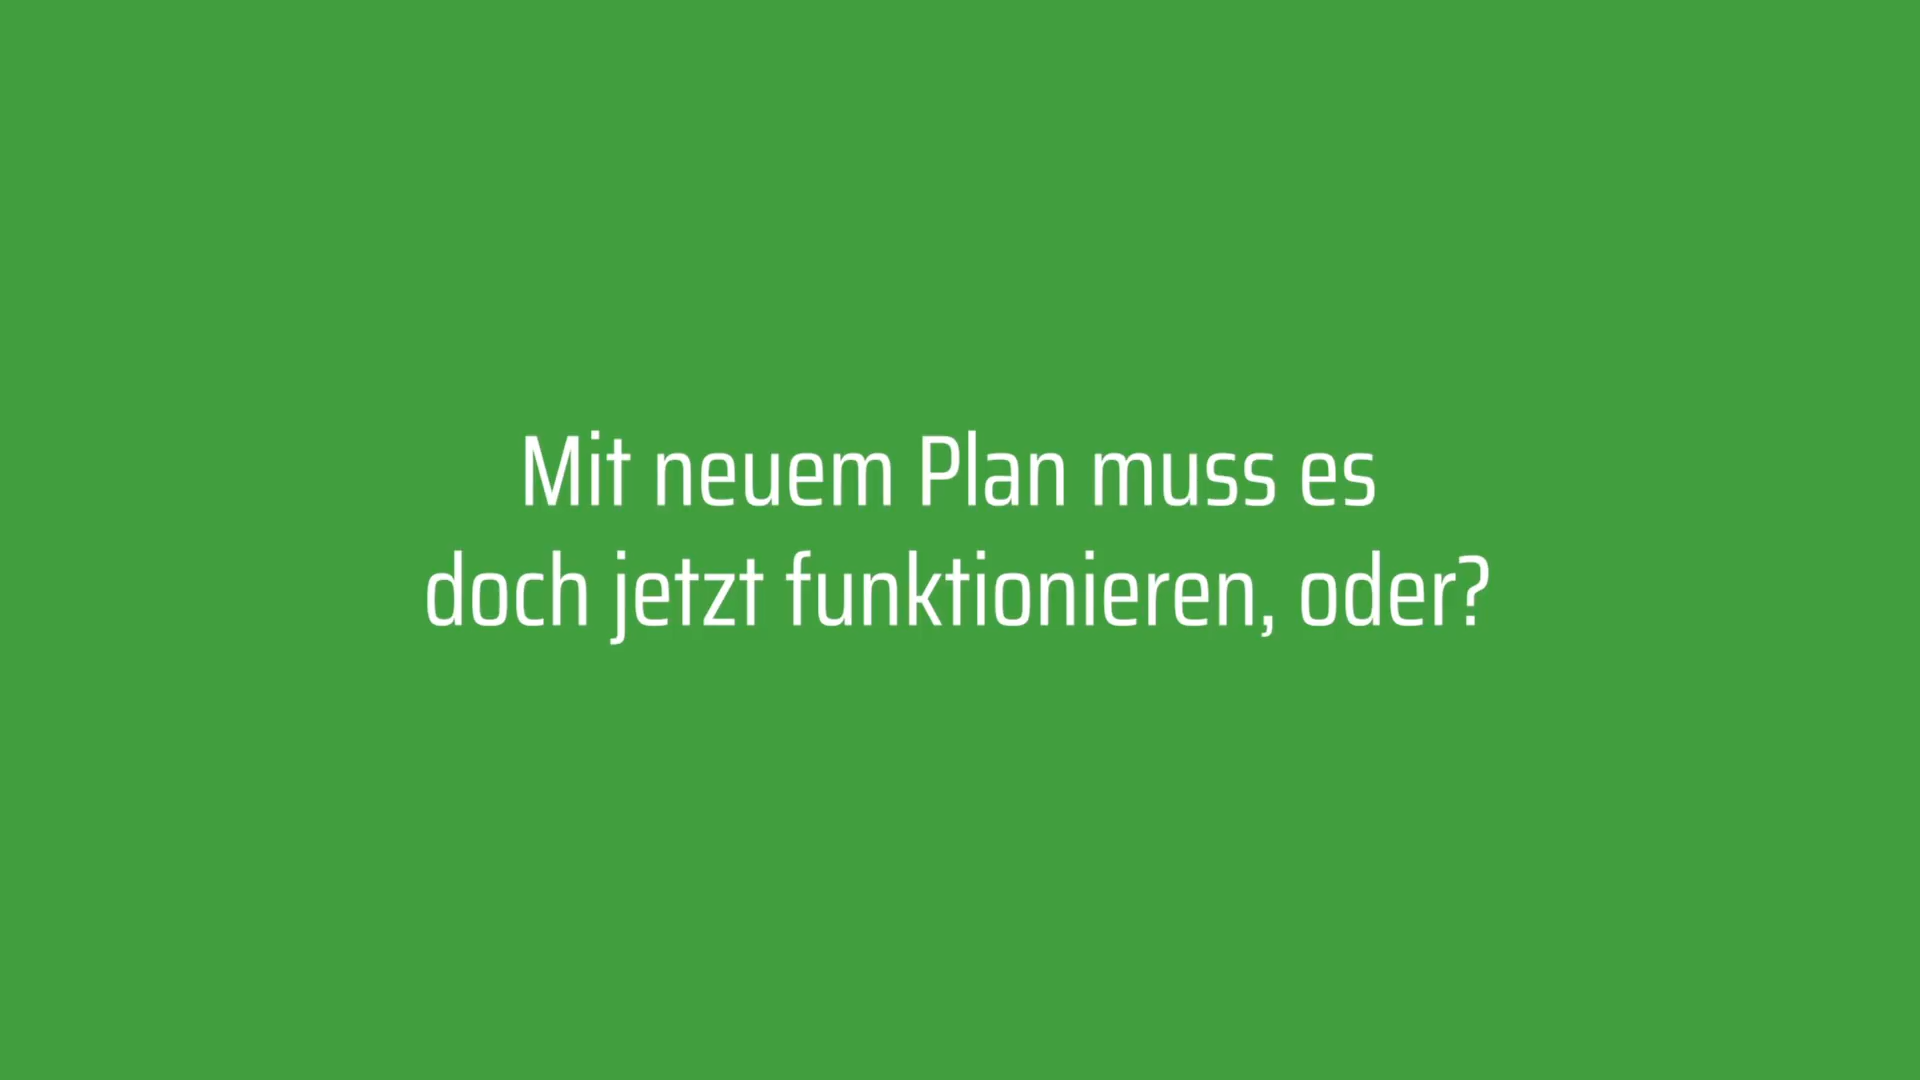 Mit neuem Plan muss es
doch jetzt funktionieren, oder?